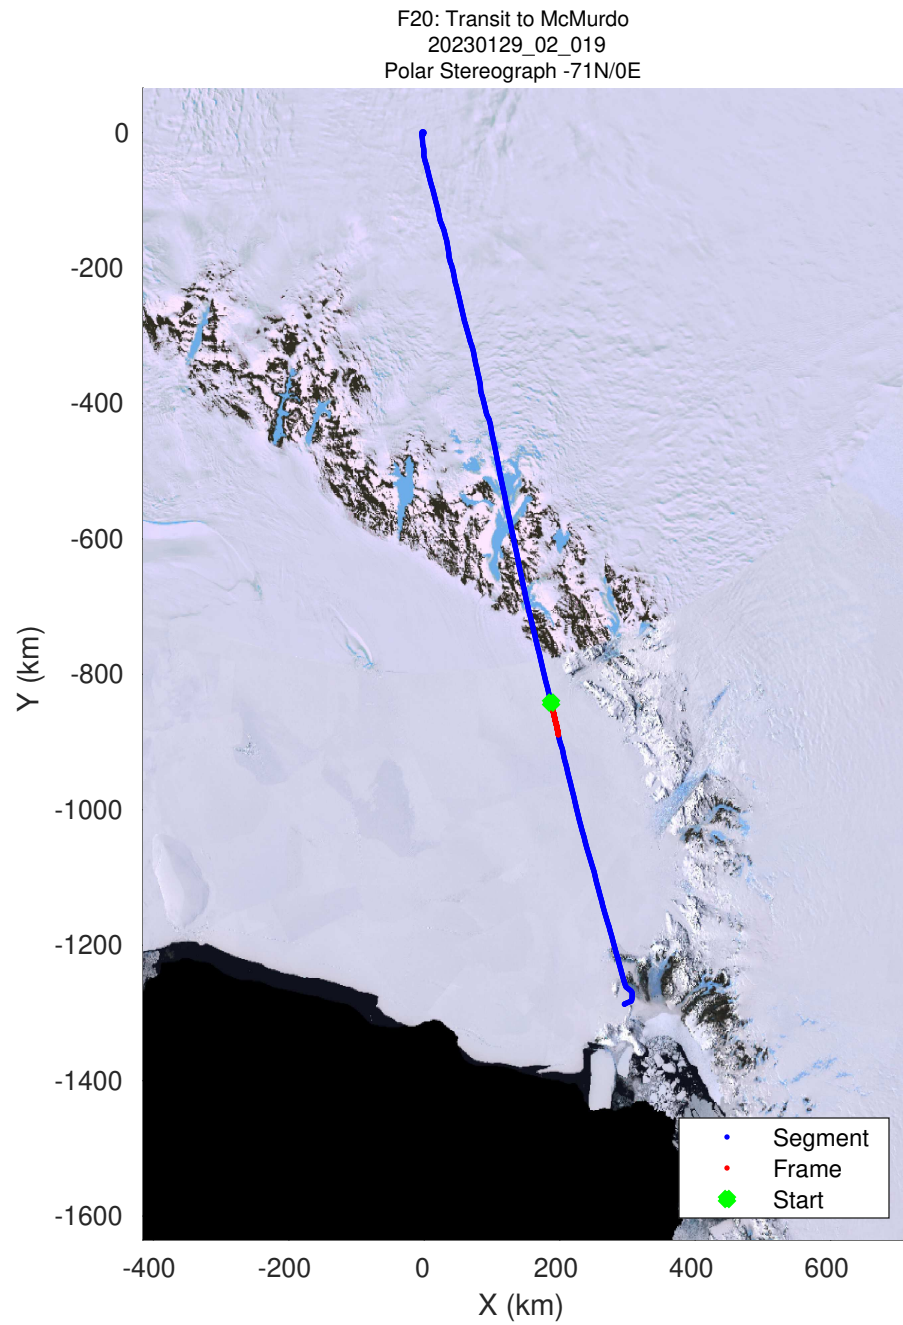 F20: Transit to McMurdo
20230129_02_019
Polar Stereograph -71N/0E
0
-200
-400
-600
-800
-1000
-1200
-1400
-1600
Y (km)
Segment
Frame
Start
-400
-200
0
200
400
600
X (km)